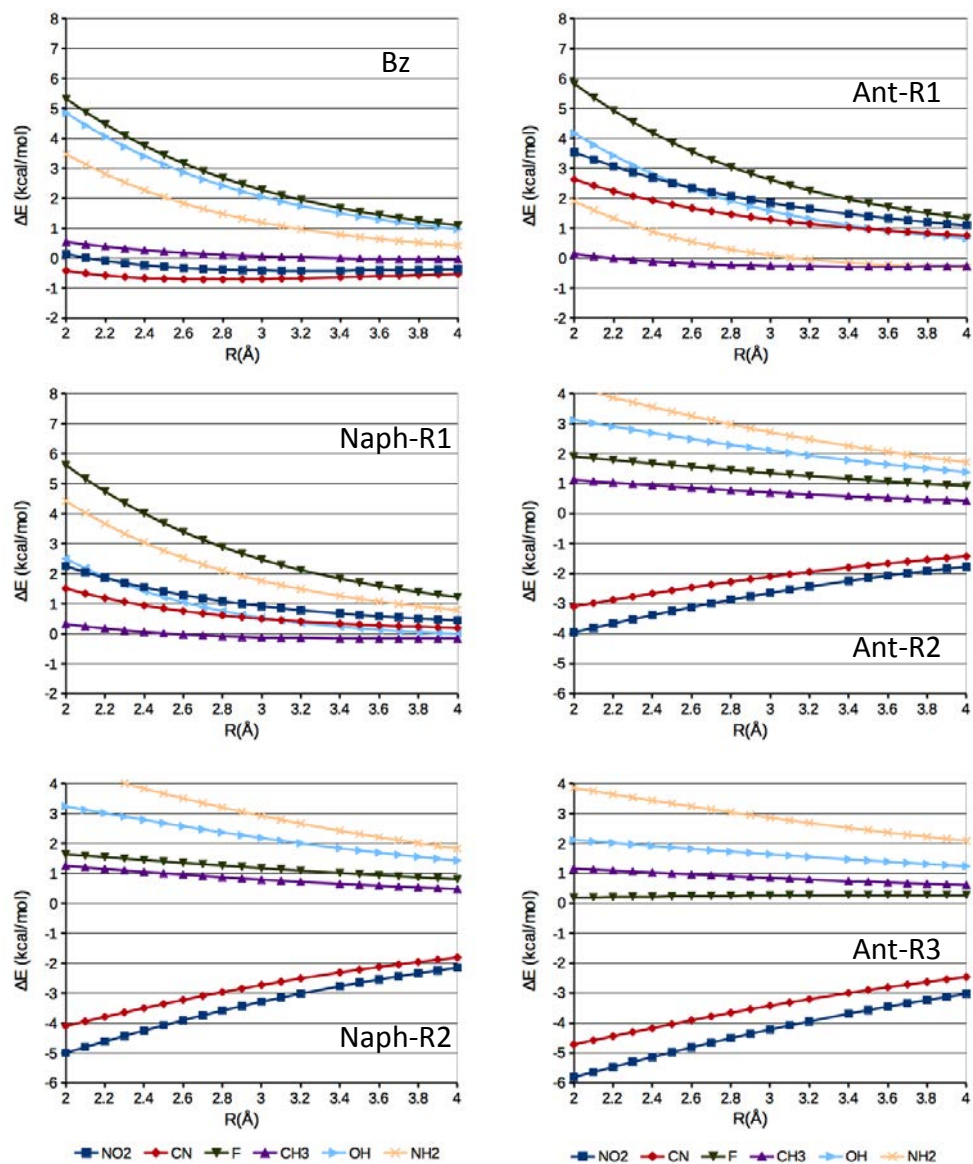 8
7
6
5
4
3
2
1
0
-1
-2
ΔE (kcal/mol)
Bz
2 2.2 2.4 2.6 2.8 3 3.2 3.4 3.6 3.8 4
R(Å)
8
7
6
5
4
3
2
1
0
-1
-2
ΔE (kcal/mol)
Ant-R1
2 2.2 2.4 2.6 2.8 3 3.2 3.4 3.6 3.8 4
R(Å)
8
7
6
5
4
3
2
1
0
-1
-2
ΔE (kcal/mol)
Naph-R1
2 2.2 2.4 2.6 2.8 3 3.2 3.4 3.6 3.8 4
R(Å)
4
3
2
1
0
-1
-2
-3
-4
-5
-6
ΔE (kcal/mol)
Ant-R2
2 2.2 2.4 2.6 2.8 3 3.2 3.4 3.6 3.8 4
R(Å)
4
3
2
1
0
-1
-2
-3
-4
-5
-6
ΔE (kcal/mol)
Naph-R2
2 2.2 2.4 2.6 2.8 3 3.2 3.4 3.6 3.8 4
R(Å)
NO2 CN F CH3 OH NH2
4
3
2
1
0
-1
-2
-3
-4
-5
-6
ΔE (kcal/mol)
Ant-R3
2 2.2 2.4 2.6 2.8 3 3.2 3.4 3.6 3.8 4
R(Å)
NO2 CN F CH3 OH NH2